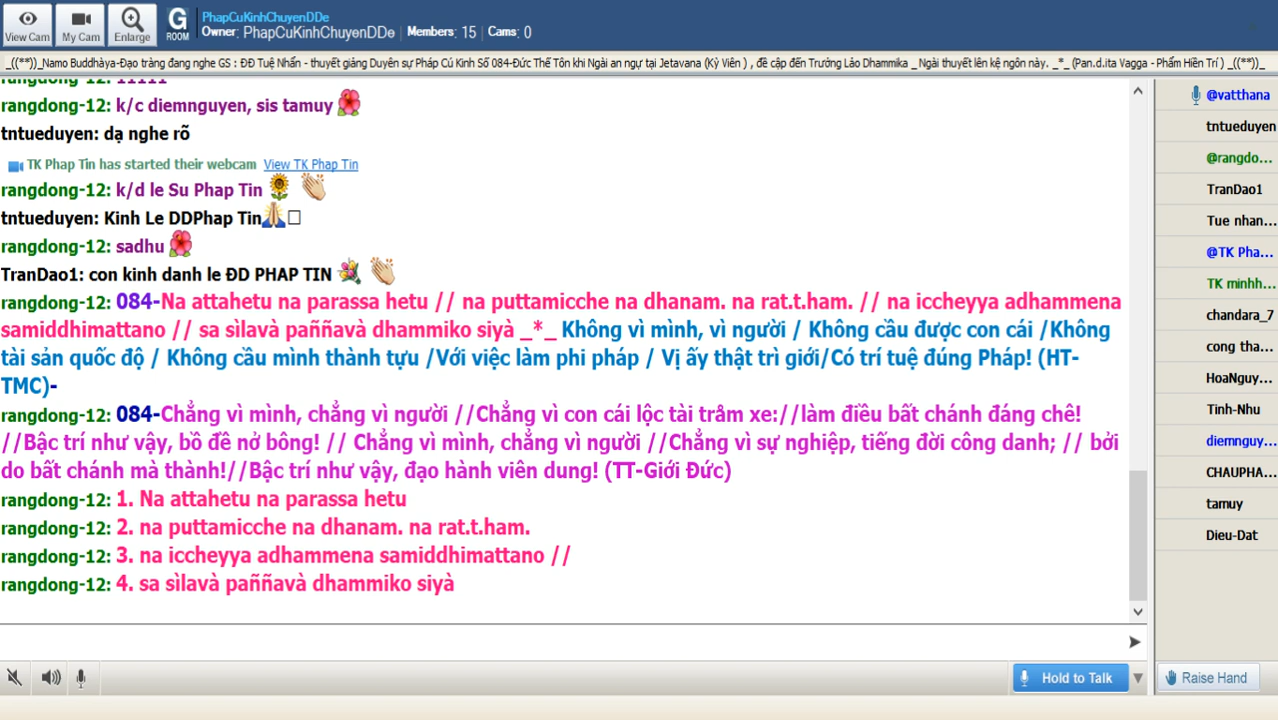 View Cam
My Cam
Enlarge
G
ROOM
PhapCuKinhChuyenDDe
Owner: PhapCuKinhChuyenDDe | Members: 15 | Cams: 0
_((**))_Namo Buddhàya-Đạo tràng đang nghe GS : ĐĐ Tuệ Nhẫn - thuyết giảng Duyên sự Pháp Cú Kinh Số 084-Đức Thế Tôn khi Ngài an ngự tại Jetavana (Kỳ Viên ) , đề cập đến Trưởng Lão Dhammika _ Ngài thuyết lên kệ ngôn này. _*_ (Pan.d.ita Vagga - Phẩm Hiền Trí ) _((**))_
rangdong-12: k/c diemnguyen, sis tamuy
tntueduyen: dạ nghe rõ
TK Phap Tin has started their webcam View TK Phap Tin
rangdong-12: k/d le Su Phap Tin
tntueduyen: Kinh Le DDPhap Tin
rangdong-12: sadhu
TranDao1: con kinh danh le ĐD PHAP TIN
rangdong-12: 084-Na attahetu na parassa hetu // na puttamicche na dhanam. na rat.t.ham. // na iccheyya adhammena
samiddhimattano // sa sìlavà paññavà dhammiko siyà _*_ Không vì mình, vì người / Không cầu được con cái /Không
tài sản quốc độ / Không cầu mình thành tựu /Với việc làm phi pháp / Vị ấy thật trì giới/Có trí tuệ đúng Pháp! (HT-
TMC)-
rangdong-12: 084-Chẳng vì mình, chẳng vì người //Chẳng vì con cái lộc tài trâm xe://làm điều bất chánh đáng chê!
//Bậc trí như vậy, bồ đề nở bông! // Chẳng vì mình, chẳng vì người //Chẳng vì sự nghiệp, tiếng đời công danh; // bởi
do bất chánh mà thành!//Bậc trí như vậy, đạo hành viên dung! (TT-Giới Đức)
rangdong-12: 1. Na attahetu na parassa hetu
rangdong-12: 2. na puttamicche na dhanam. na rat.t.ham.
rangdong-12: 3. na iccheyya adhammena samiddhimattano //
rangdong-12: 4. sa sìlavà paññavà dhammiko siyà
@vatthana
tntueduyen
@rangdo...
TranDao1
Tue nhan...
@TK Pha...
TK minhh...
chandara_7
cong tha...
HoaNguy...
Tinh-Nhu
diemnguy...
CHAUPHA...
tamuy
Dieu-Dat
Hold to Talk
Raise Hand